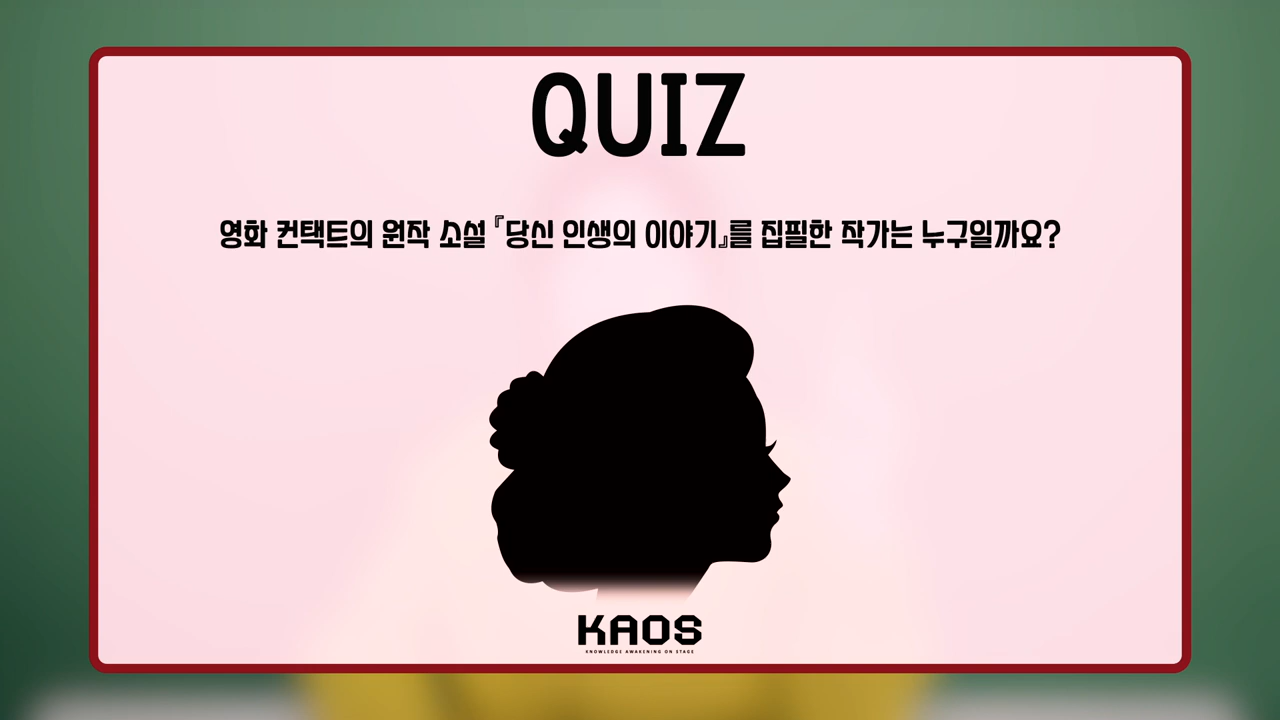 QUIZ
영화 컨택트의 원작 소설 『당신 인생의 이야기』를 집필한 작가는 누구일까요?
KAOS
KNOWLEDGE AWAKENING ON STAGE